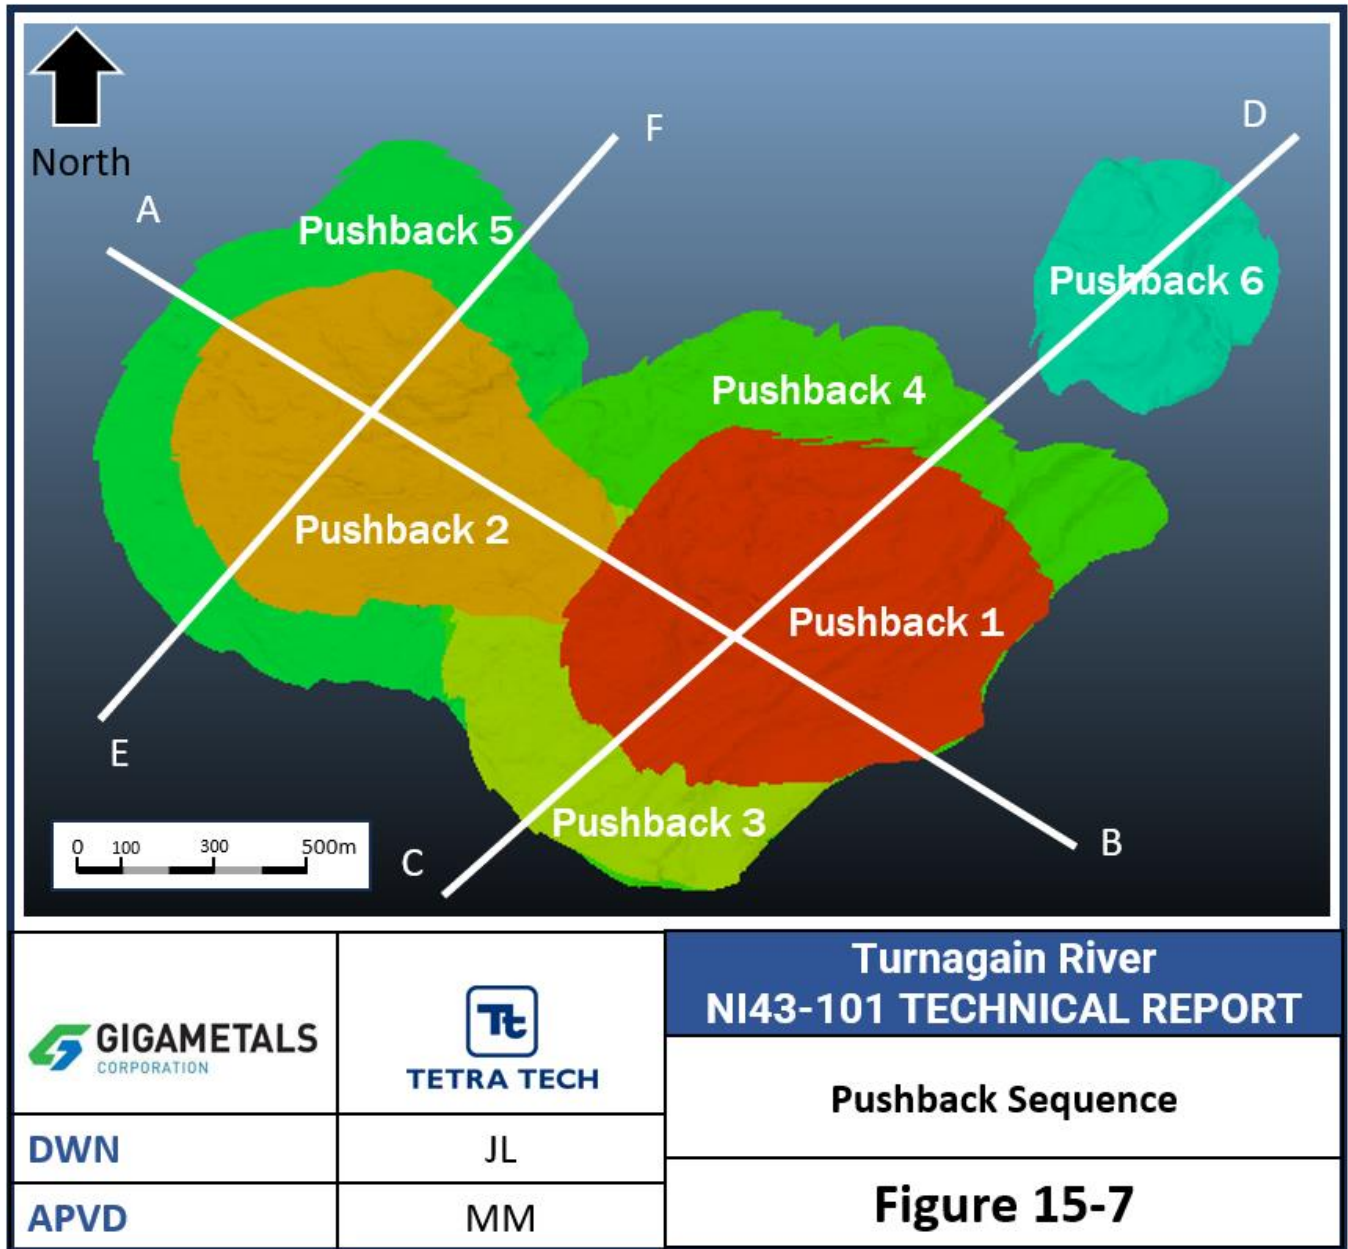 North
A
F
D
Pushback 5
Pushback 6
Pushback 4
Pushback 2
Pushback 1
E
Pushback 3
B
C
0 100 300 500m
GIGAMETALS
CORPORATION
Tt
TETRA TECH
Turnagain River
NI43-101 TECHNICAL REPORT
Pushback Sequence
DWN JL
APVD MM
Figure 15-7